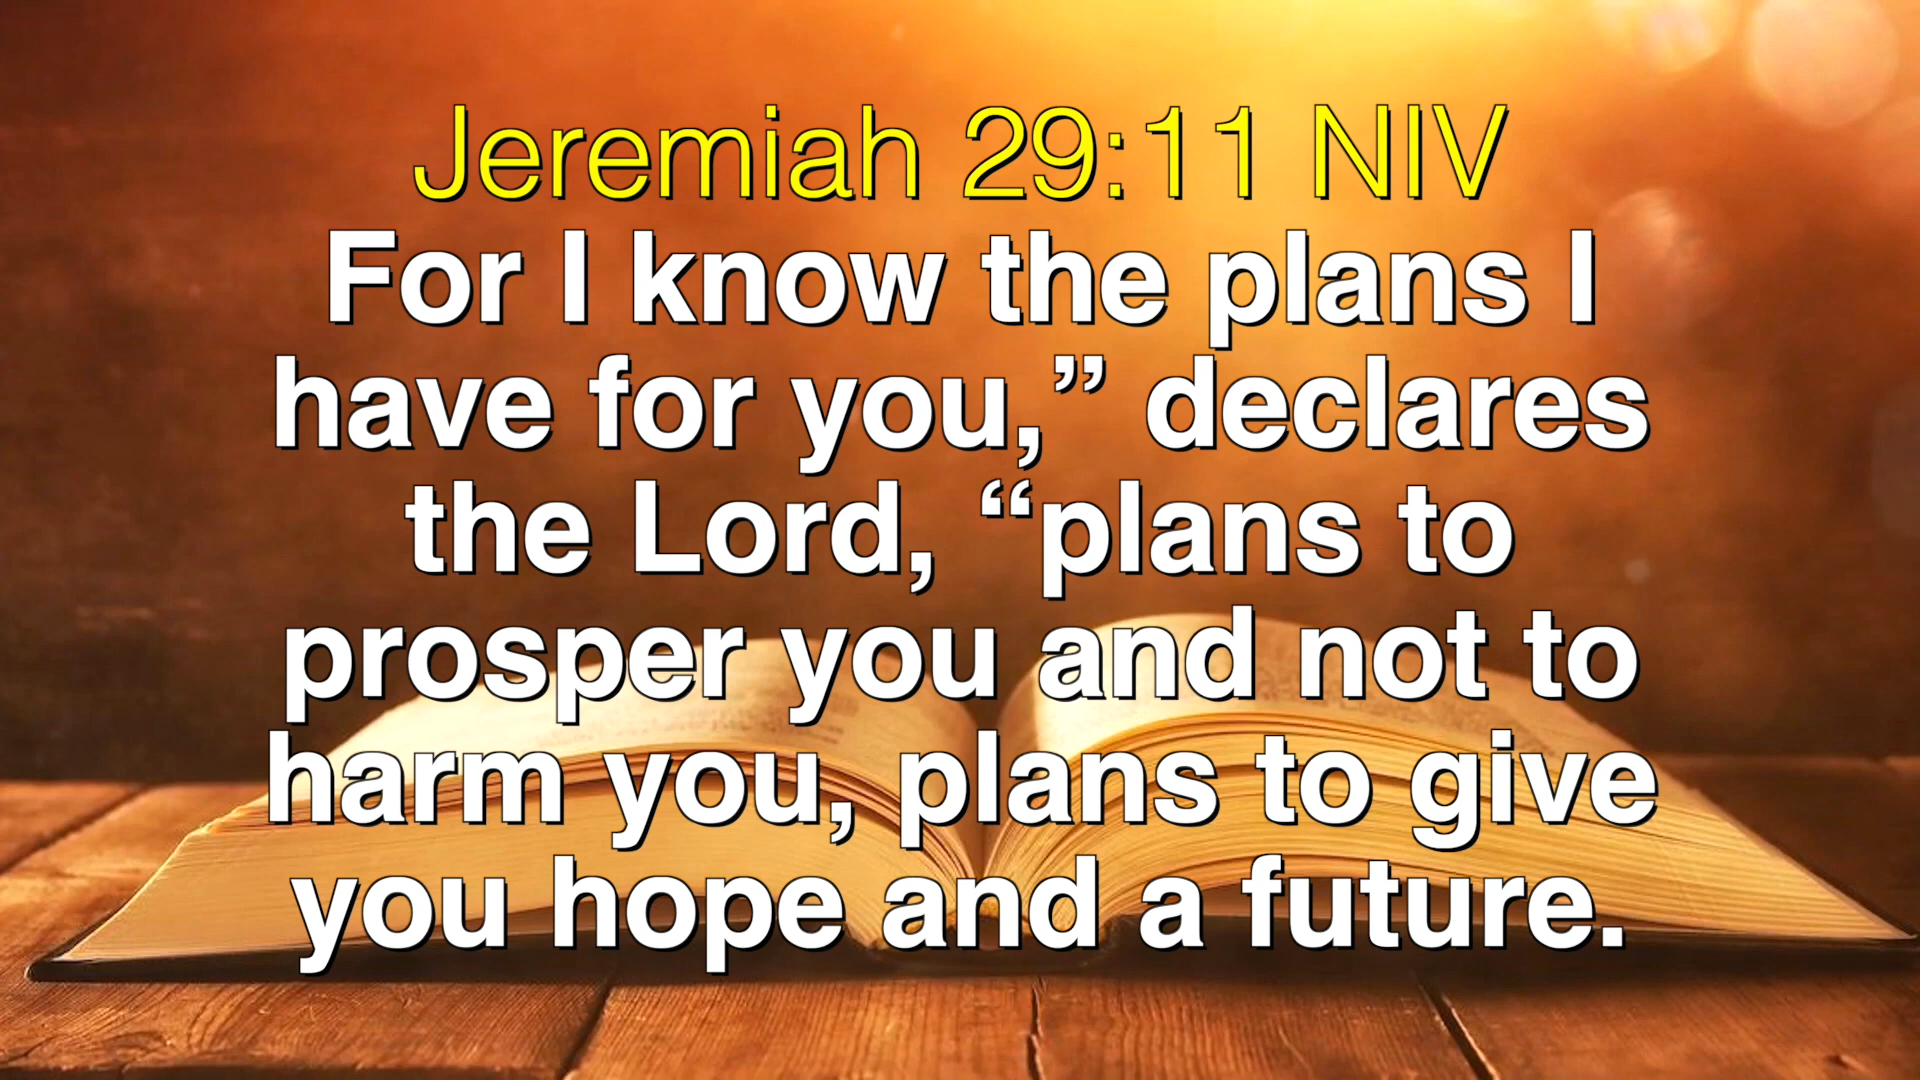 Jeremiah 29:11 NIV
For I know the plans I
have for you,” declares
the Lord, “plans to
prosper you and not to
harm you, plans to give
you hope and a future.